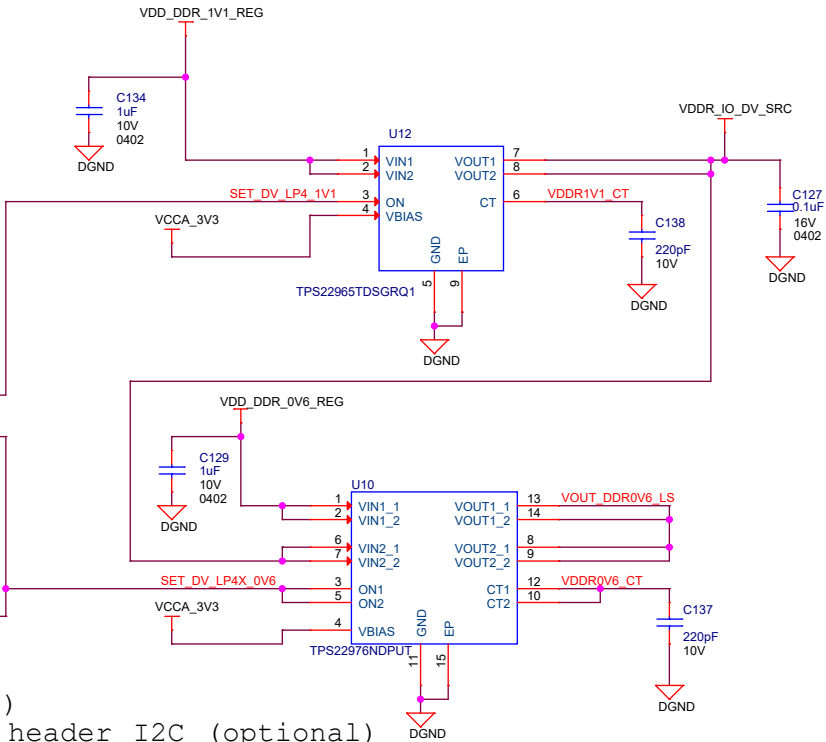 VDD_DDR_1V1_REG
C134
1uF
10V
0402
DGND
U12
VDDR_IO_DV_SRC
1 VIN1 VOUT1 7
2 VIN2 VOUT2 8
SET_DV_LP4_1V1 3 ON CT 6 VDDR1V1_CT
4 VBIAS
VCCA_3V3
GND EP
5 9
TPS22965TDSGRQ1
DGND
C138
220pF
10V
DGND
C127
0.1uF
16V
0402
DGND
VDD_DDR_0V6_REG
C129
1uF
10V
0402
DGND
U10
1 VIN1_1 VOUT1_1 13 VOUT_DDR0V6_LS
2 VIN1_2 VOUT1_2 14
6 VIN2_1 VOUT2_1 8
7 VIN2_2 VOUT2_2 9
SET_DV_LP4X_0V6 3 ON1 CT1 12 VDDR0V6_CT
5 ON2 CT2 10
VCCA_3V3
4 VBIAS
GND EP
TPS22976NDPUT
11 15
DGND
C137
220pF
10V
DGND
)
header I2C (optional)